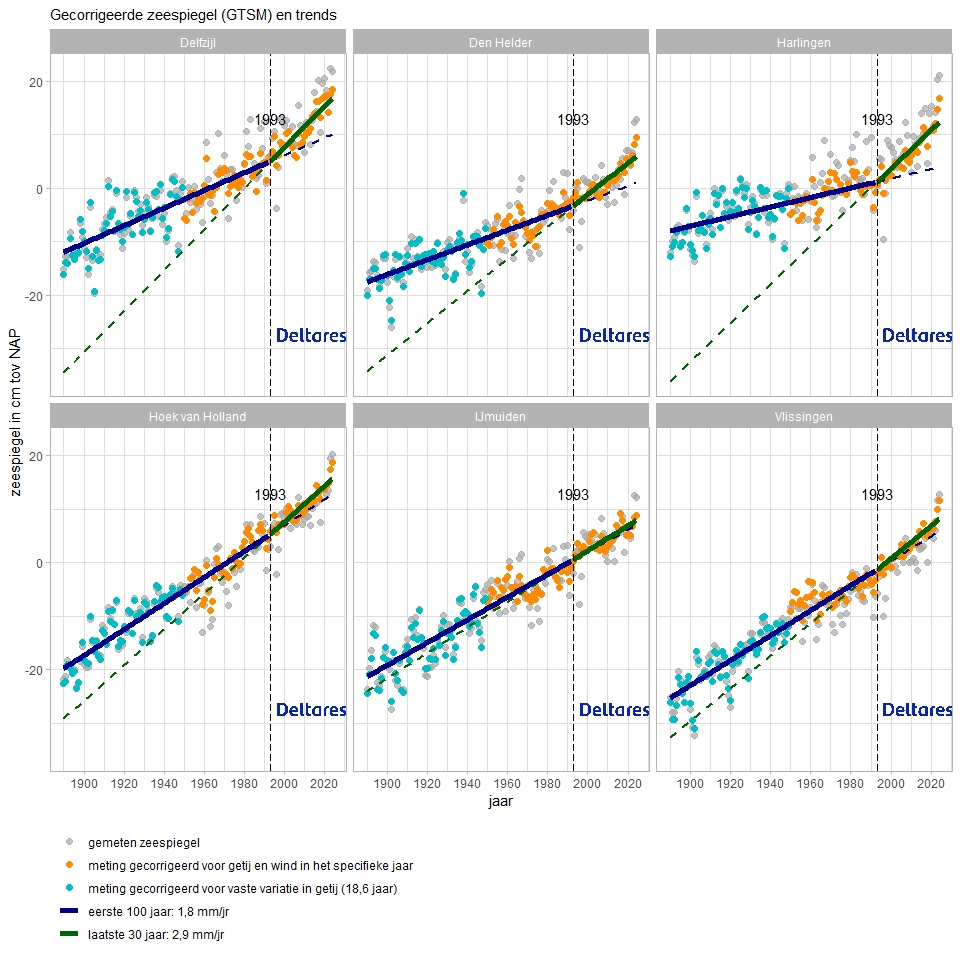 Gecorrigeerde zeespiegel (GTSM) en trends
Delfzijl
Den Helder
Harlingen
20
0
-20
1993
1993
1993
Deltares
Deltares
Deltares
zeespiegel in cm tov NAP
Hoek van Holland
IJmuiden
Vlissingen
20
0
-20
1993
1993
1993
Deltares
Deltares
Deltares
1900 1920 1940 1960 1980 2000 2020
1900 1920 1940 1960 1980 2000 2020
1900 1920 1940 1960 1980 2000 2020
jaar
gemeten zeespiegel
meting gecorrigeerd voor getij en wind in het specifieke jaar
meting gecorrigeerd voor vaste variatie in getij (18,6 jaar)
eerste 100 jaar: 1,8 mm/jr
laatste 30 jaar: 2,9 mm/jr